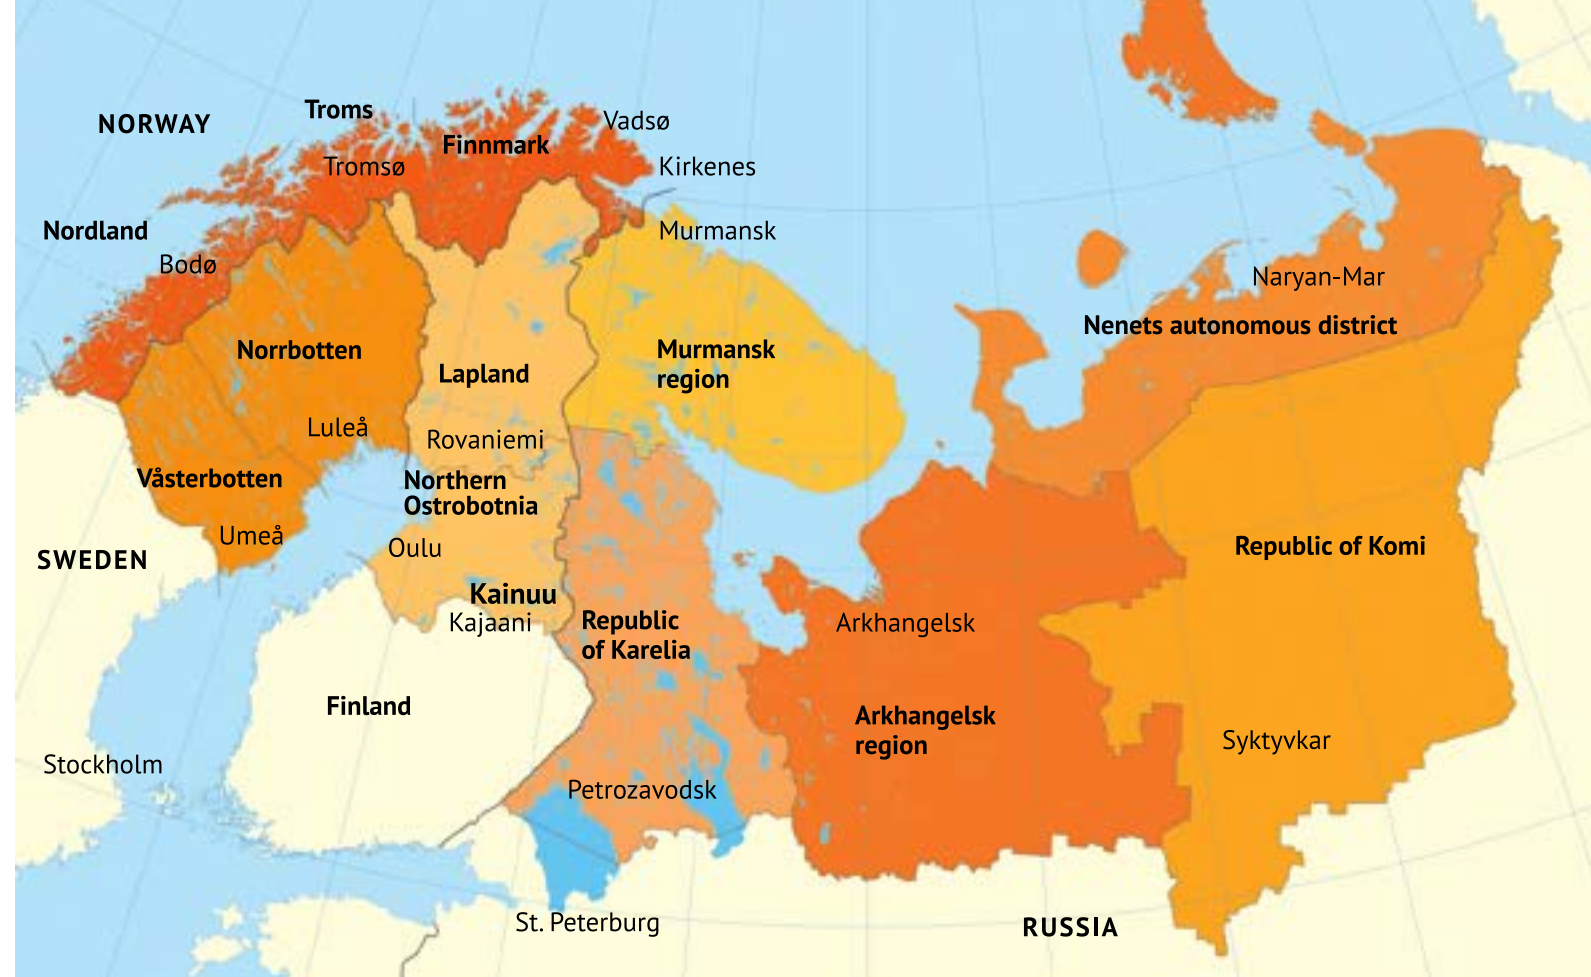 Troms
NORWAY
Vadsø
Finnmark
Tromsø
Kirkenes
Nordland
Murmansk
Bodø
Naryan-Mar
Nenets autonomous district
Norrbotten
Murmansk
region
Lapland
Luleå
Rovaniemi
Våsterbotten
Northern
Ostrobotnia
Umeå
Oulu
Republic of Komi
SWEDEN
Kainuu
Kajaani
Republic
of Karelia
Arkhangelsk
Finland
Arkhangelsk
region
Syktyvkar
Stockholm
Petrozavodsk
St. Peterburg
RUSSIA